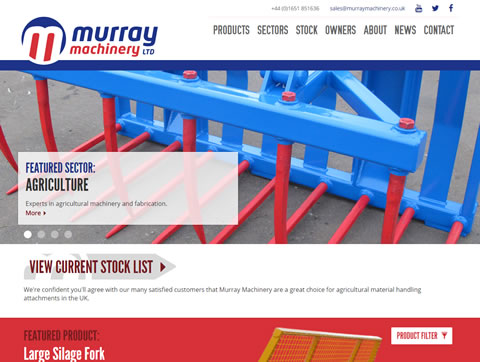 murray
machinery LTD
+44 (0)1651 851636
sales@murraymachinery.co.uk
PRODUCTS SECTORS STOCK OWNERS ABOUT NEWS CONTACT
FEATURED SECTOR:
AGRICULTURE
Experts in agricultural machinery and fabrication.
More
VIEW CURRENT STOCK LIST
We're confident you'll agree with our many satisfied customers that Murray Machinery are a great choice for agricultural material handling
attachments in the UK.
FEATURED PRODUCT:
PRODUCT FILTER
Large Silage Fork